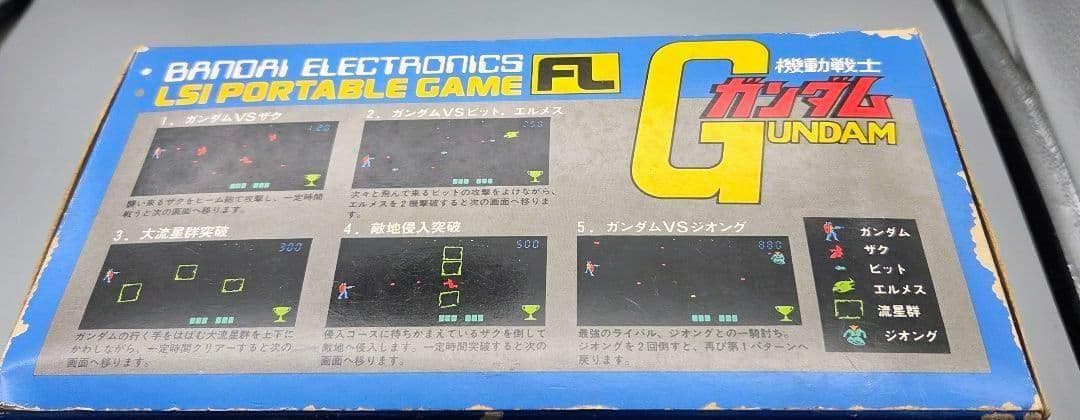 BANDAI ELECTRONICS
LSI PORTABLE GAME
FL
機動戦士
ガンダム
GUNDAM
1. ガンダムVSザク
120
襲い来るザクをビーム砲で攻撃し、一定時間
戦うと次の画面へ移ります。
2. ガンダムVSビット、エルメス
次々と飛んで来るビットの攻撃をよけながら、
エルメスを2機撃破すると次の画面へ移りま
す。
3. 大流星群突破
300
ガンダムの行く手をはばむ大流星群を上下に
かわしながら、一定時間クリアーすると次の
画面へ移ります。
4. 敵地侵入突破
500
侵入コースに待ちかまえているザクを倒して
敵地へ侵入します。一定時間突破すると次の
画面へ移ります。
5. ガンダムVSジオング
880
最強のライバル、ジオングとの一騎討ち。
ジオングを2回倒すと、再び第1パターンへ
戻ります。
ガンダム
ザク
ビット
エルメス
流星群
ジオング